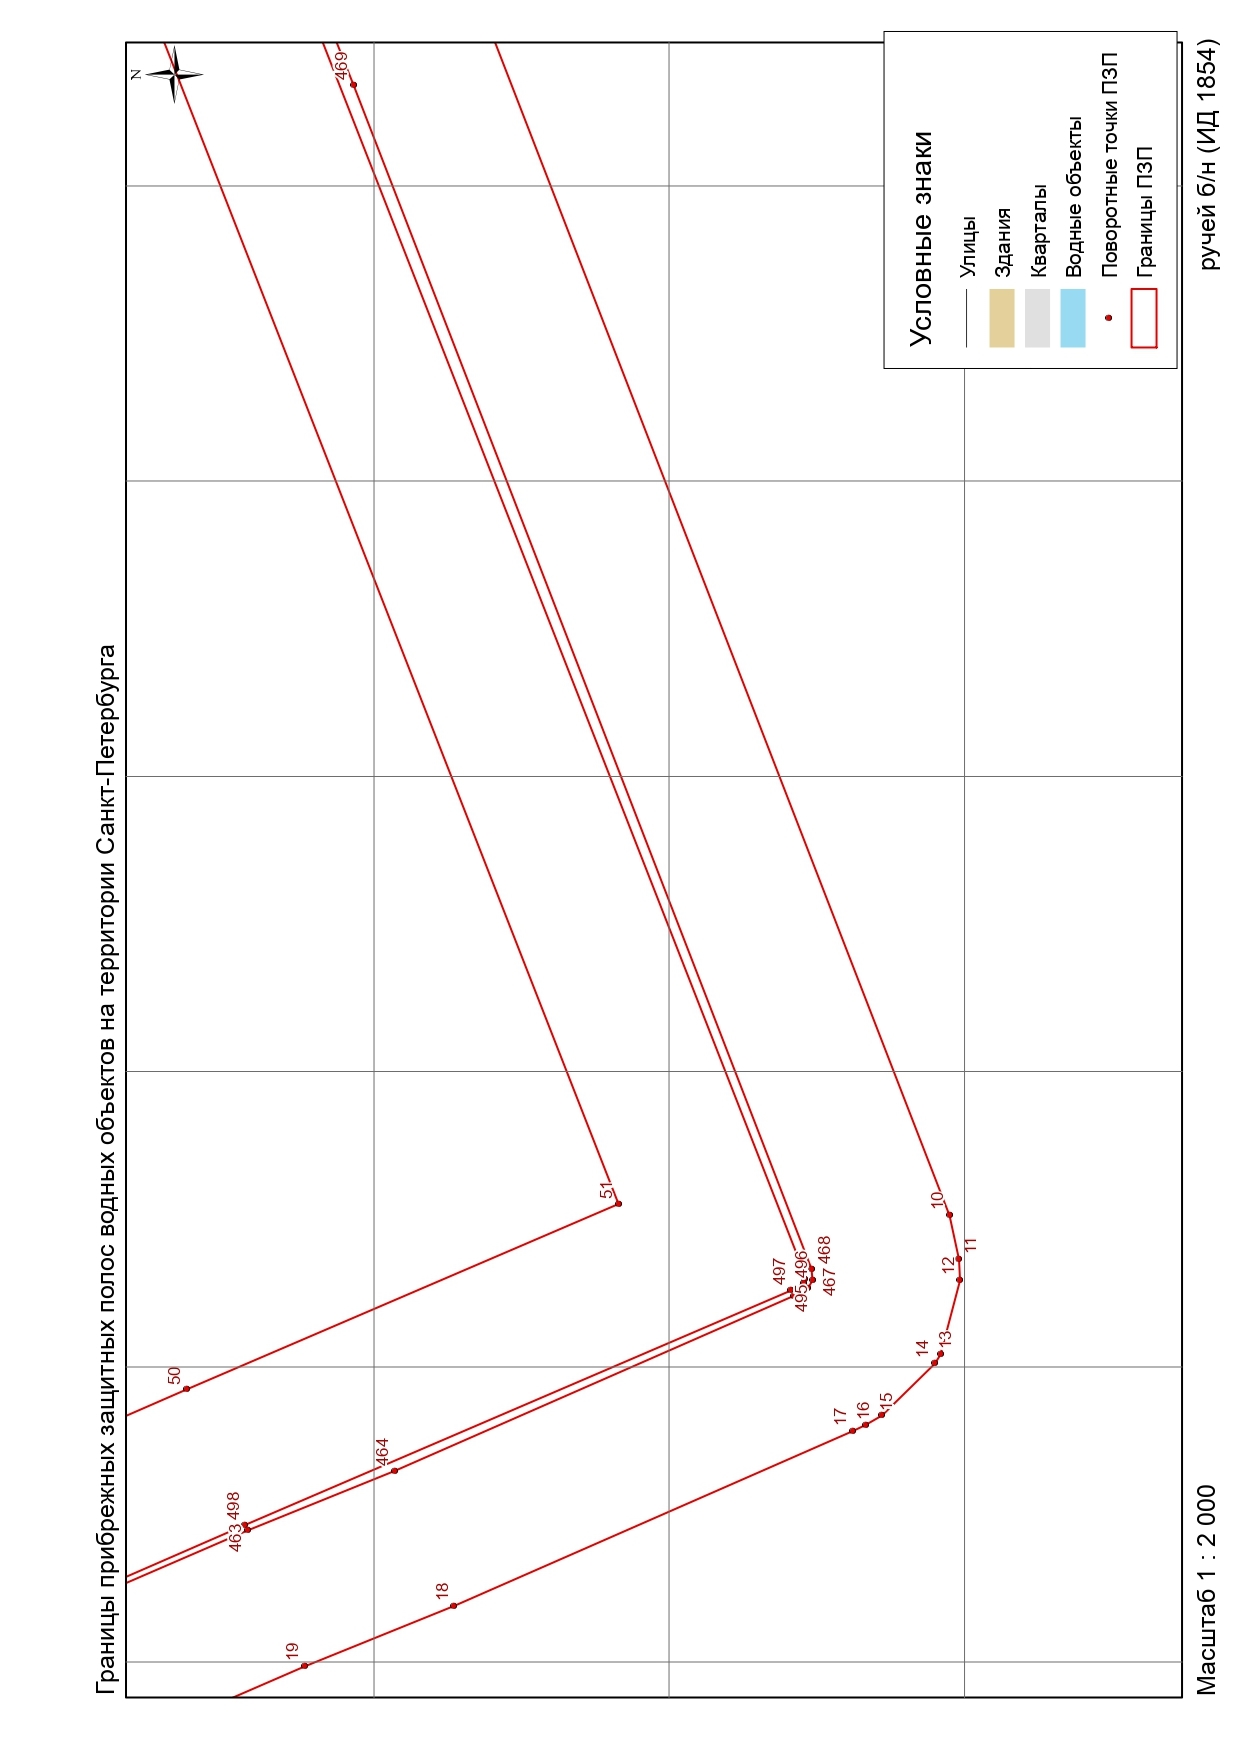 Границы прибрежных защитных полос водных объектов на территории Санкт-Петербурга
N
469
50
51
498
463
464
497
496
495
468
467
19
18
17
16
15
14
13
12
11
10
Условные знаки
Улицы
Здания
Кварталы
Водные объекты
Поворотные точки ПЗП
Границы ПЗП
Масштаб 1 : 2 000
ручей б/н (ИД 1854)